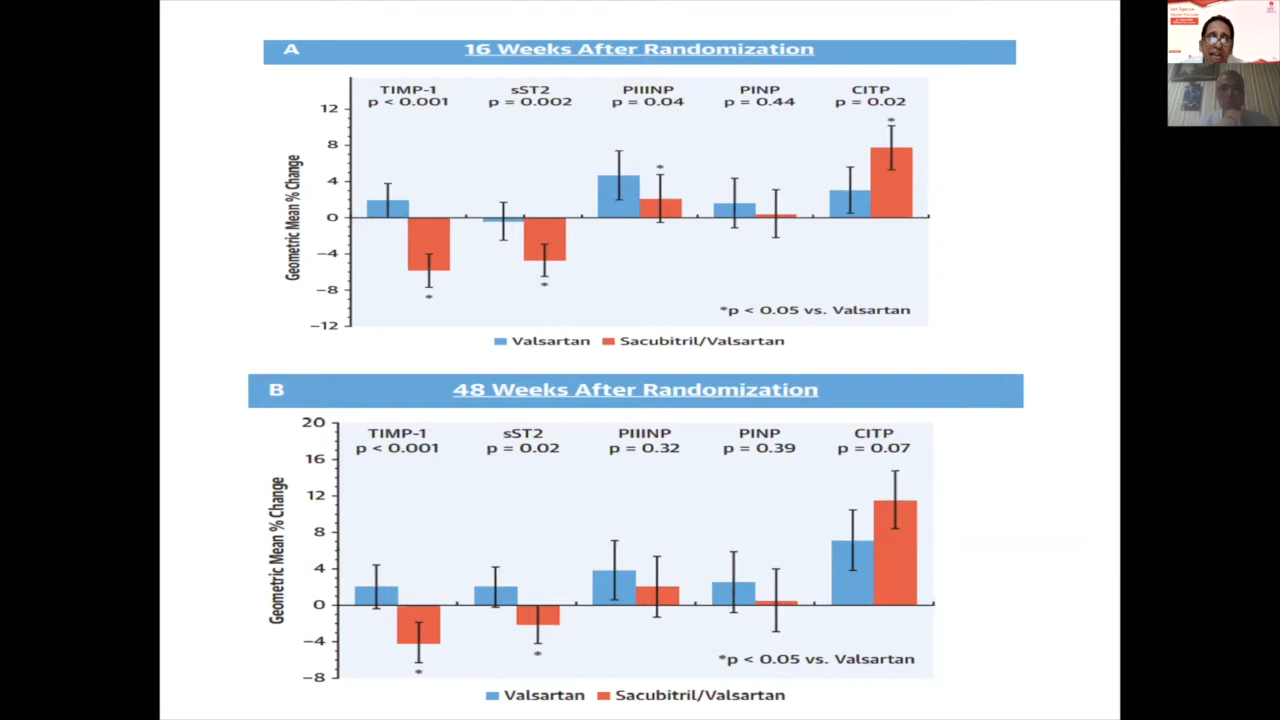 A 16 Weeks After Randomization
TIMP-1 sST2 PIIINP PINP CITP
p < 0.001 p = 0.002 p = 0.04 p = 0.44 p = 0.02
12
8
4
0
−4
−8
−12
Geometric Mean % Change
* * * *
*p < 0.05 vs. Valsartan
Valsartan Sacubitril/Valsartan
B 48 Weeks After Randomization
TIMP-1 sST2 PIIINP PINP CITP
p < 0.001 p = 0.02 p = 0.32 p = 0.39 p = 0.07
20
16
12
8
4
0
−4
−8
Geometric Mean % Change
* *
*p < 0.05 vs. Valsartan
Valsartan Sacubitril/Valsartan